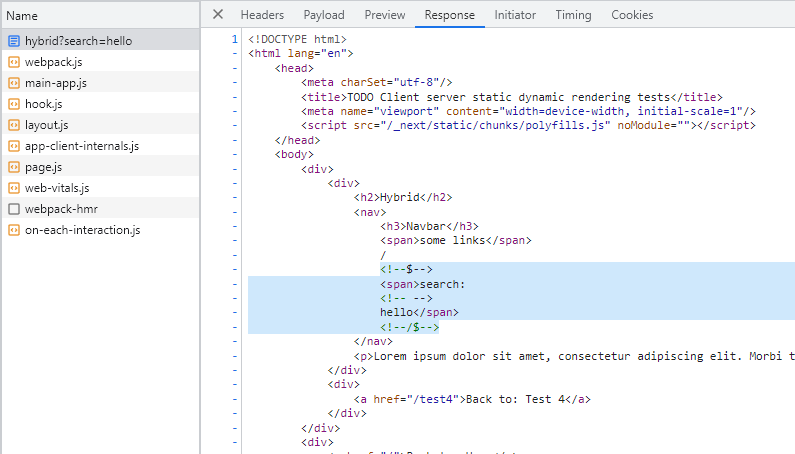 Name
hybrid?search=hello
webpack.js
main-app.js
hook.js
layout.js
app-client-internals.js
page.js
web-vitals.js
webpack-hmr
on-each-interaction.js
Headers Payload Preview Response Initiator Timing Cookies
1 <!DOCTYPE html>
- <html lang="en">
- <head>
- <meta charSet="utf-8"/>
- <title>TODO Client server static dynamic rendering tests</title>
- <meta name="viewport" content="width=device-width, initial-scale=1"/>
- <script src="/_next/static/chunks/polyfills.js" noModule=""></script>
- </head>
- <body>
- <div>
- <div>
- <h2>Hybrid</h2>
- <nav>
- <h3>Navbar</h3>
- <span>some links</span>
- /
- <!--$-->
- <span>search:
- <!-- -->
- hello</span>
- <!--/$-->
- </nav>
- <p>Lorem ipsum dolor sit amet, consectetur adipiscing elit. Morbi t
- </div>
- <div>
- <a href="/test4">Back to: Test 4</a>
- </div>
- </div>
- <div>